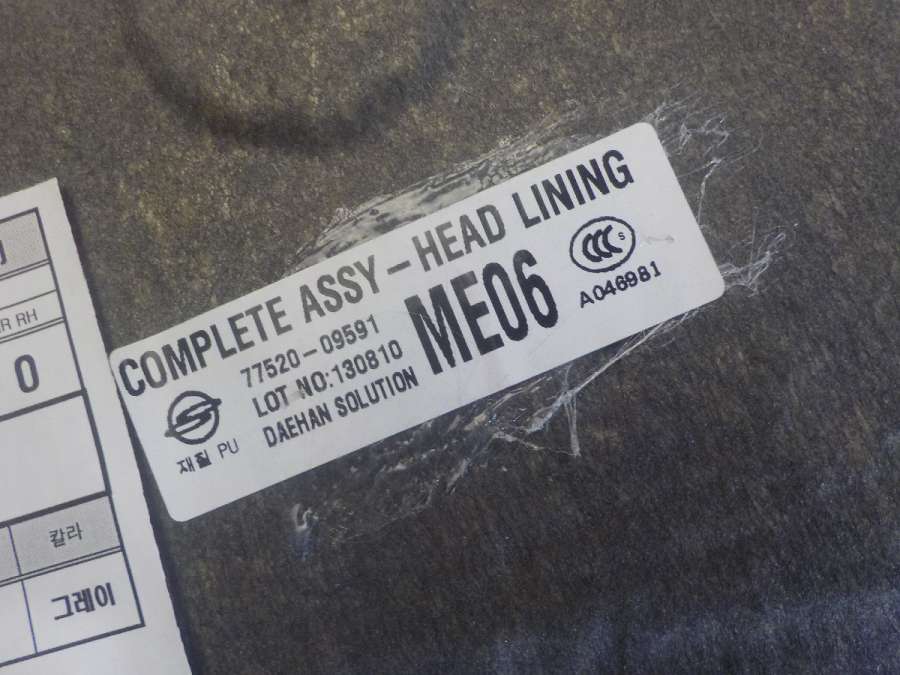 COMPLETE ASSY-HEAD LINING
77520-09591
LOT NO:130810
DAEHAN SOLUTION
ME06
CCC S
A046981
재질 PU
R RH
0
칼라
그레이